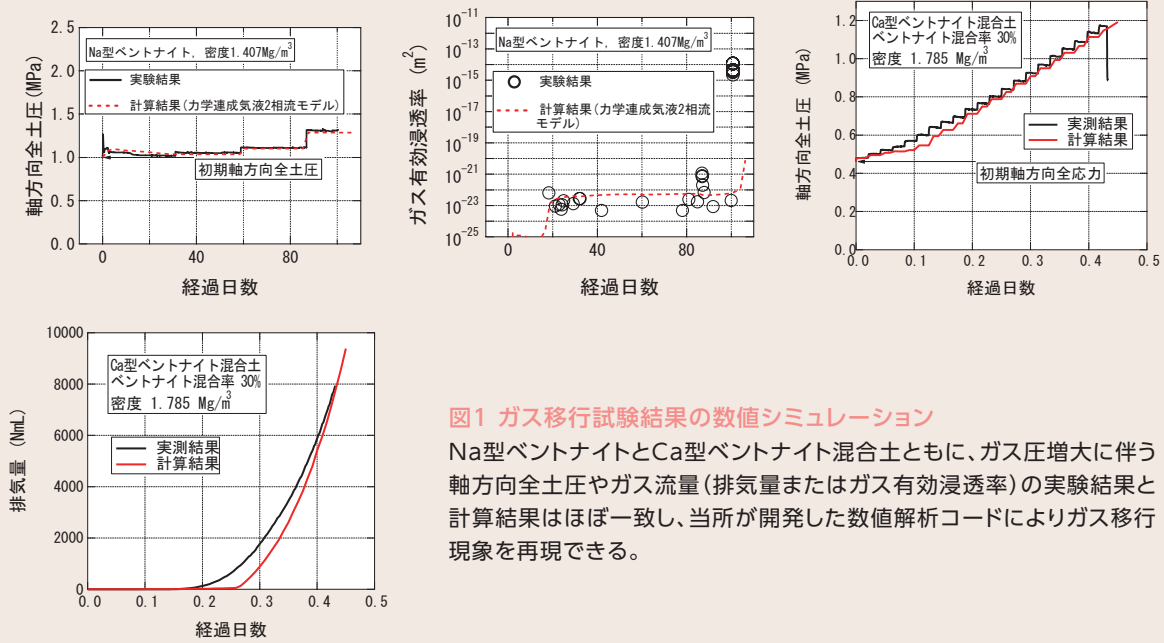 2.5
2.0
1.5
1.0
0.5
0.0
0
40
80
軸方向全土圧(MPa)
経過日数
Na型ベントナイト, 密度1.407Mg/m³
実験結果
計算結果(力学連成気液2相流モデル)
初期軸方向全土圧
10⁻¹¹
10⁻¹³
10⁻¹⁵
10⁻¹⁷
10⁻¹⁹
10⁻²¹
10⁻²³
10⁻²⁵
0
40
80
ガス有効浸透率 (m²)
経過日数
Na型ベントナイト, 密度1.407Mg/m³
実験結果
計算結果(力学連成気液2相流
モデル)
1.2
1.0
0.8
0.6
0.4
0.2
0.0
0.0
0.1
0.2
0.3
0.4
0.5
軸方向全土圧 (MPa)
経過日数
Ca型ベントナイト混合土
ベントナイト混合率 30%
密度 1.785 Mg/m³
実測結果
計算結果
初期軸方向全応力
10000
8000
6000
4000
2000
0
0.0
0.1
0.2
0.3
0.4
0.5
排気量 (NmL)
経過日数
Ca型ベントナイト混合土
ベントナイト混合率 30%
密度 1.785 Mg/m³
実測結果
計算結果
図1 ガス移行試験結果の数値シミュレーション
Na型ベントナイトとCa型ベントナイト混合土ともに、ガス圧増大に伴う
軸方向全土圧やガス流量(排気量またはガス有効浸透率)の実験結果と
計算結果はほぼ一致し、当所が開発した数値解析コードによりガス移行
現象を再現できる。